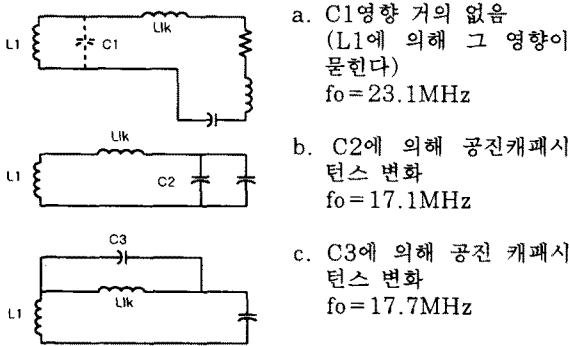 Llk
L1
C1
a. C1영향 거의 없음
(L1에 의해 그 영향이
묻힌다)
fo=23.1MHz
Llk
L1
C2
b. C2에 의해 공진캐패시
턴스 변화
fo=17.1MHz
C3
Llk
L1
c. C3에 의해 공진 캐패시
턴스 변화
fo=17.7MHz